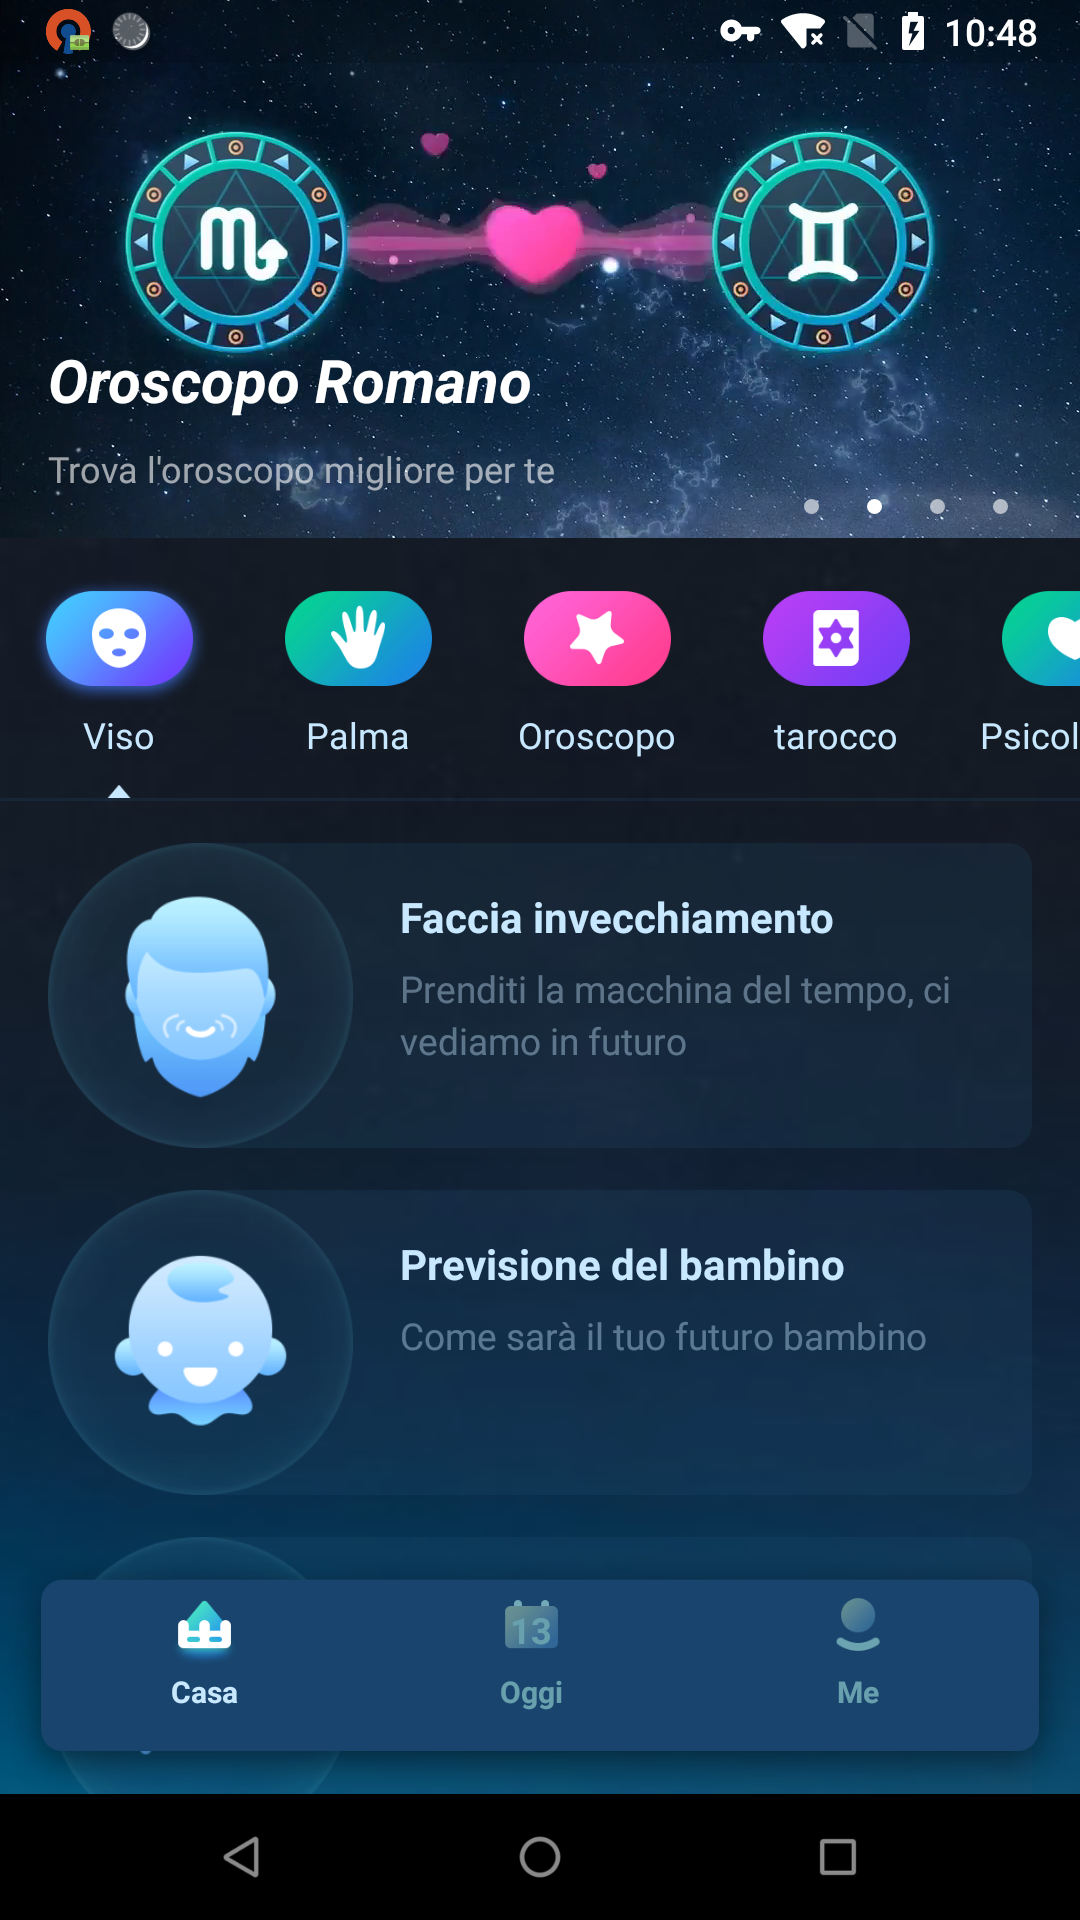 10:48
Oroscopo Romano
Trova l'oroscopo migliore per te
Viso
Palma
Oroscopo
tarocco
Psicol
Faccia invecchiamento
Prenditi la macchina del tempo, ci
vediamo in futuro
Previsione del bambino
Come sarà il tuo futuro bambino
13
Casa
Oggi
Me